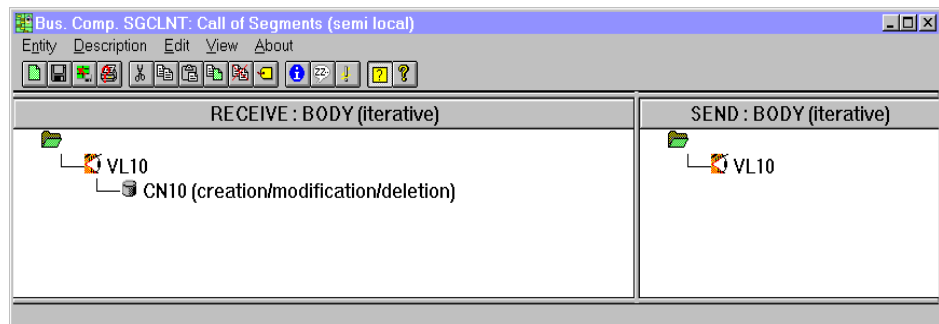 Bus. Comp. SGCLNT: Call of Segments (semi local)
Entity Description Edit View About
RECEIVE : BODY (iterative)
SEND : BODY (iterative)
VL10
VL10
CN10 (creation/modification/deletion)